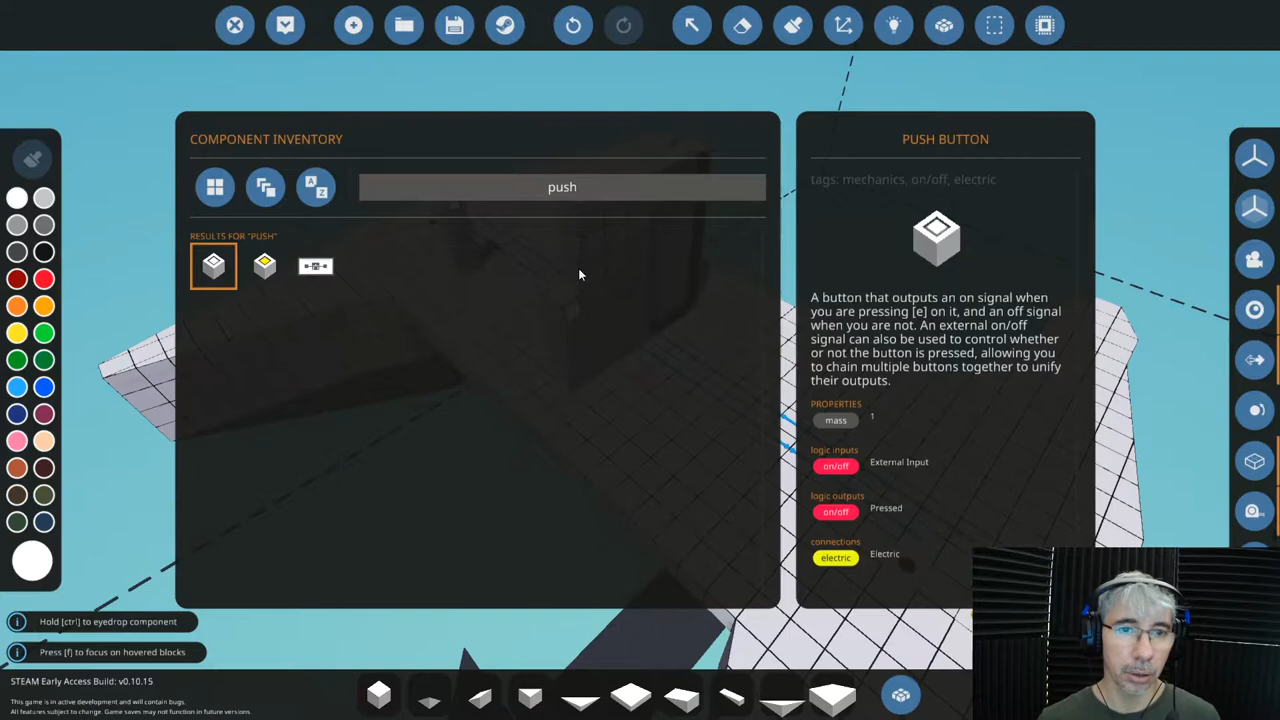 COMPONENT INVENTORY
PUSH BUTTON
push
tags: mechanics, on/off, electric
A
Z
RESULTS FOR "PUSH"
A button that outputs an on signal when
you are pressing [e] on it, and an off signal
when you are not. An external on/off
signal can also be used to control whether
or not the button is pressed, allowing you
to chain multiple buttons together to unify
their outputs.
PROPERTIES
mass 1
logic inputs
on/off External Input
logic outputs
on/off Pressed
connections
electric Electric
Hold [ctrl] to eyedrop component
Press [f] to focus on hovered blocks
STEAM Early Access Build: v0.10.15
This game is in active development and will contain bugs.
All features subject to change. Game saves may not function in future versions.